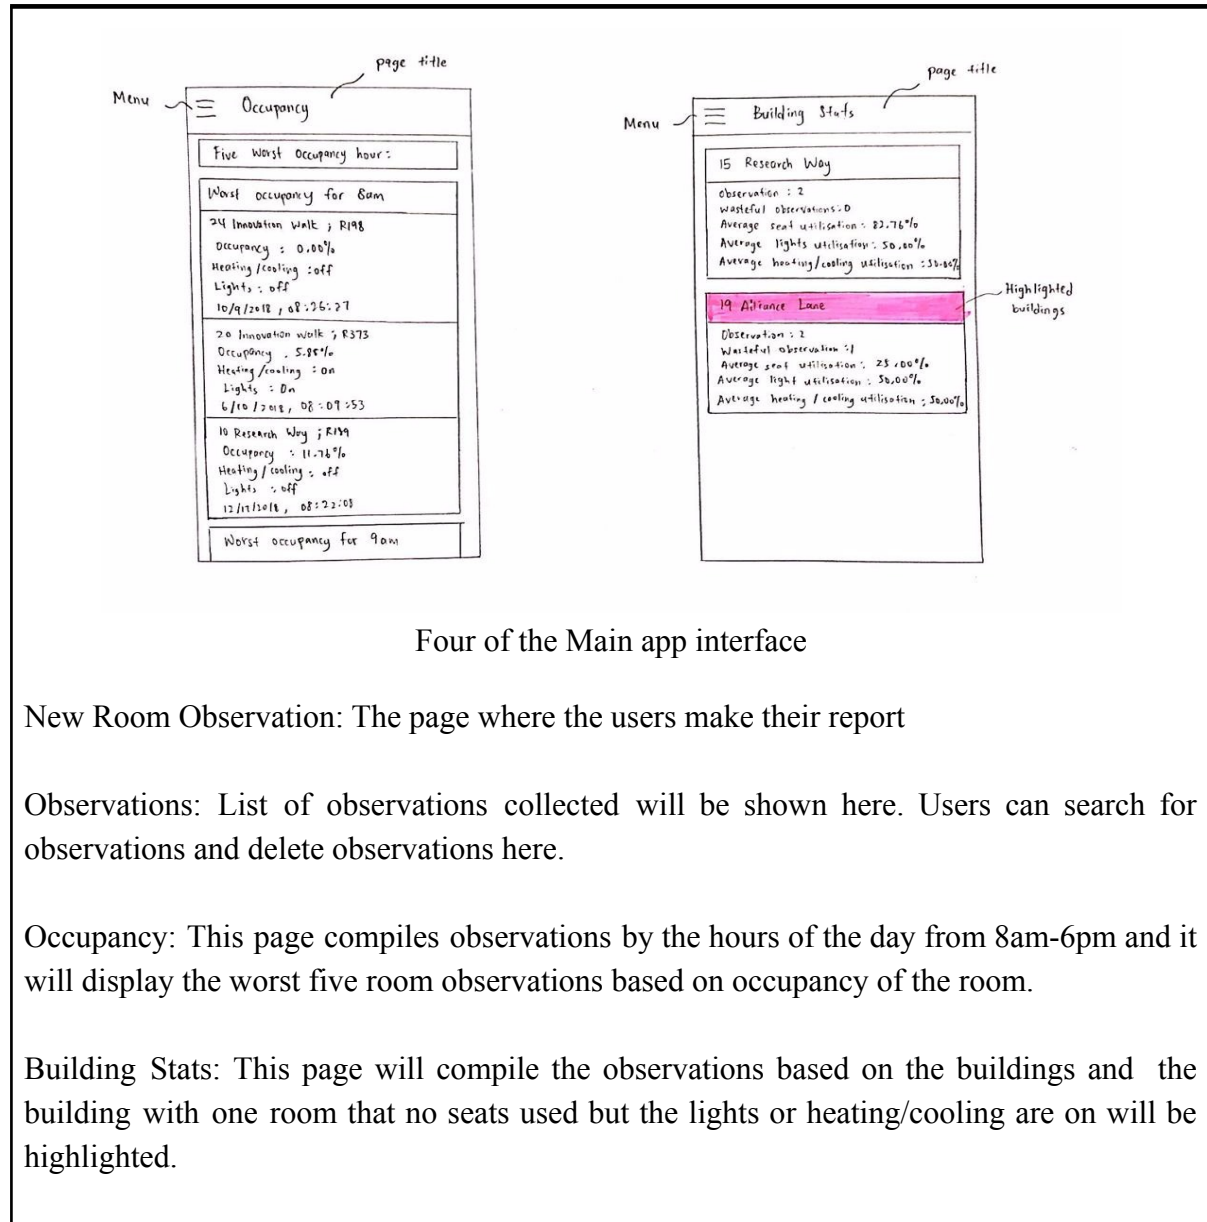 page title
Menu
Occupancy
Five Worst Occupancy hour:
Worst occupancy for 8am
24 Innovation Walk ; R198
Occupancy : 0.00%
Heating/cooling : off
Lights : off
10/9/2018 , 08:26:27
20 Innovation Walk ; R373
Occupancy : 5.88%
Heating/cooling : on
Lights : On
6/10/2018, 08:09:53
10 Research Way ; R139
Occupancy : 11.76%
Heating/cooling : off
Lights : off
08:22:08
Worst occupancy for 9am
page title
Menu
Building Stats
15 Research Way
Observation : 2
wasteful observations:0
Average seat utilisation : 82.76%
Average lights utilisation : 50.00%
Average heating/cooling utilisation : 50.00%
19 Ailiance Lane
Highlighted
buildings
Observation : 2
Wasteful observation :1
Average seat utilisation : 25.00%
Average light utilisation : 50.00%
Average heating / cooling utilisation : 50.00%
Four of the Main app interface
New Room Observation: The page where the users make their report
Observations: List of observations collected will be shown here. Users can search for
observations and delete observations here.
Occupancy: This page compiles observations by the hours of the day from 8am-6pm and it
will display the worst five room observations based on occupancy of the room.
Building Stats: This page will compile the observations based on the buildings and the
building with one room that no seats used but the lights or heating/cooling are on will be
highlighted.